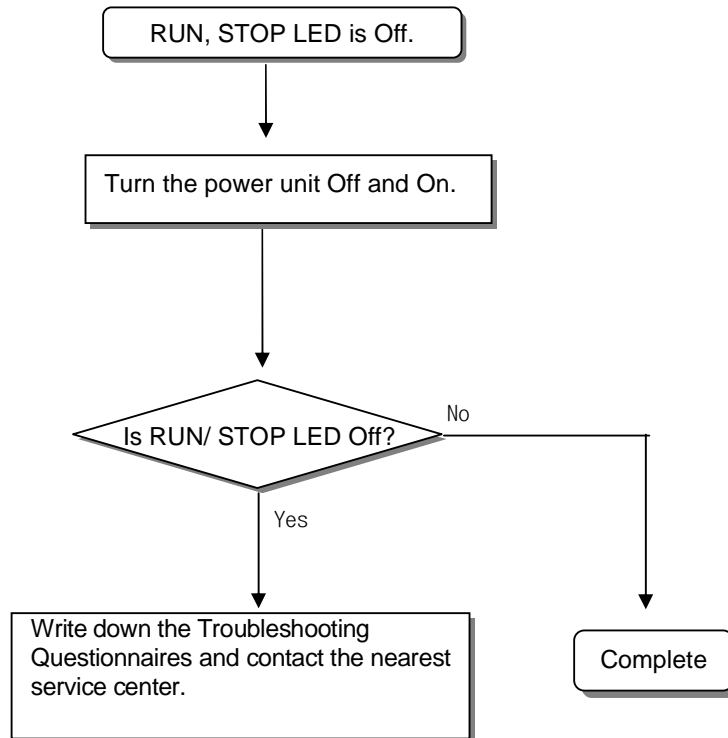 RUN, STOP LED is Off.
Turn the power unit Off and On.
Is RUN/ STOP LED Off?
No
Yes
Write down the Troubleshooting
Questionnaires and contact the nearest
service center.
Complete